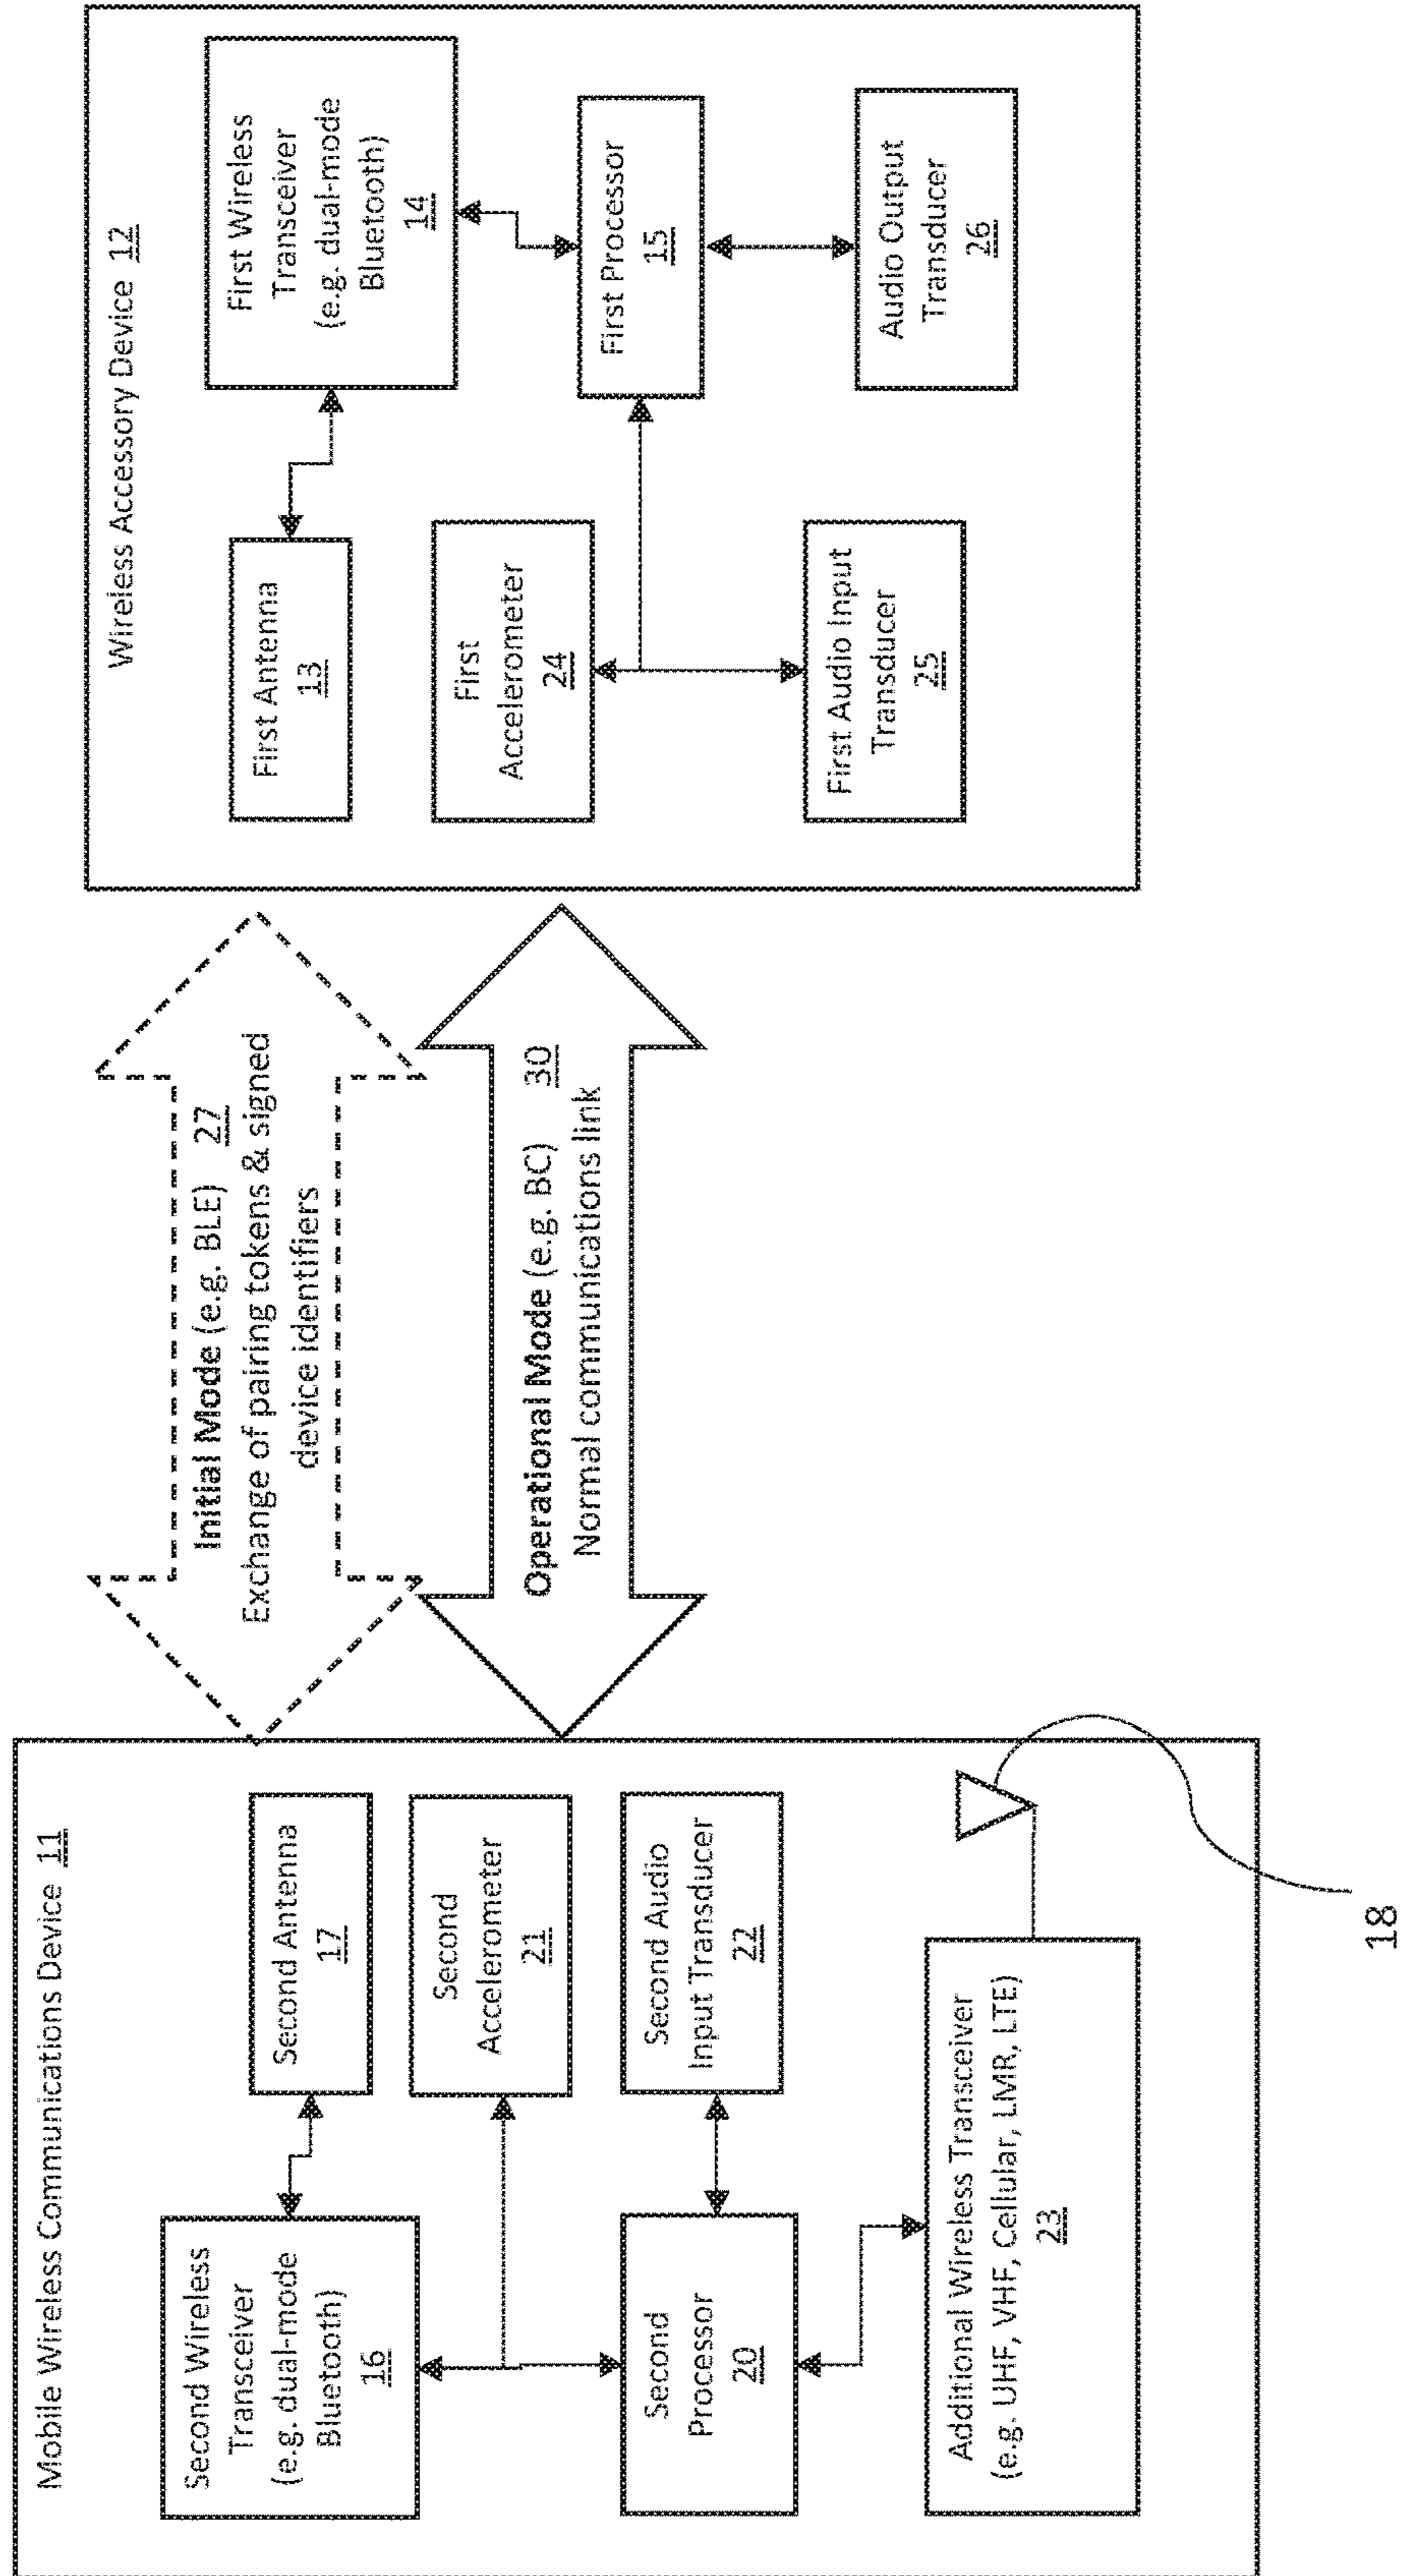 Mobile Wireless Communications Device 11
Second Wireless
Transceiver
(e.g. dual-mode
Bluetooth)
16
Second Antenna
17
Second
Accelerometer
21
Second
Processor
20
Second Audio
Input Transducer
22
Additional Wireless Transceiver
(e.g. UHF, VHF, Cellular, LMR, LTE)
23
18
Initial Mode (e.g. BLE) 27
Exchange of pairing tokens & signed
device identifiers
Operational Mode (e.g. BC) 30
Normal communications link
Wireless Accessory Device 12
First Antenna
13
First Wireless
Transceiver
(e.g. dual-mode
Bluetooth)
14
First
Accelerometer
24
First Processor
15
First Audio Input
Transducer
25
Audio Output
Transducer
26